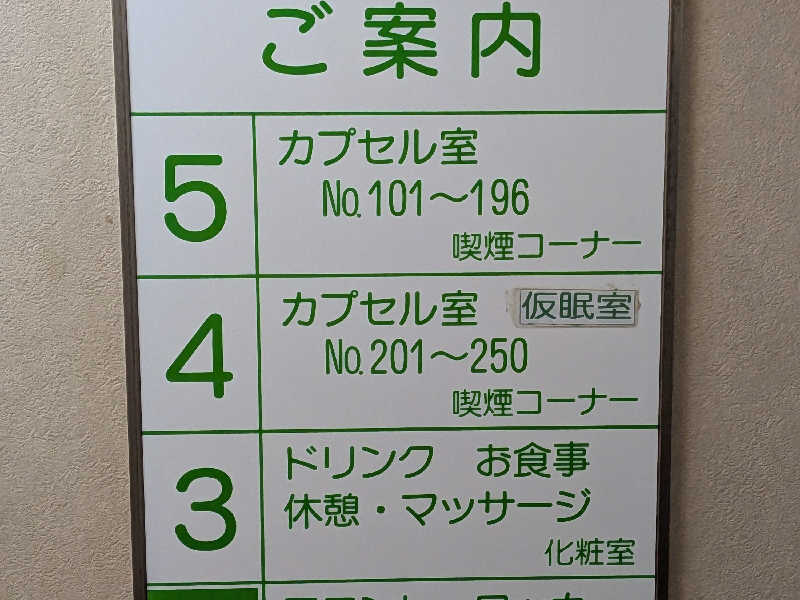 ご案内
5
カプセル室
No.101～196
喫煙コーナー
4
カプセル室 仮眠室
No.201～250
喫煙コーナー
3
ドリンク お食事
休憩・マッサージ
化粧室